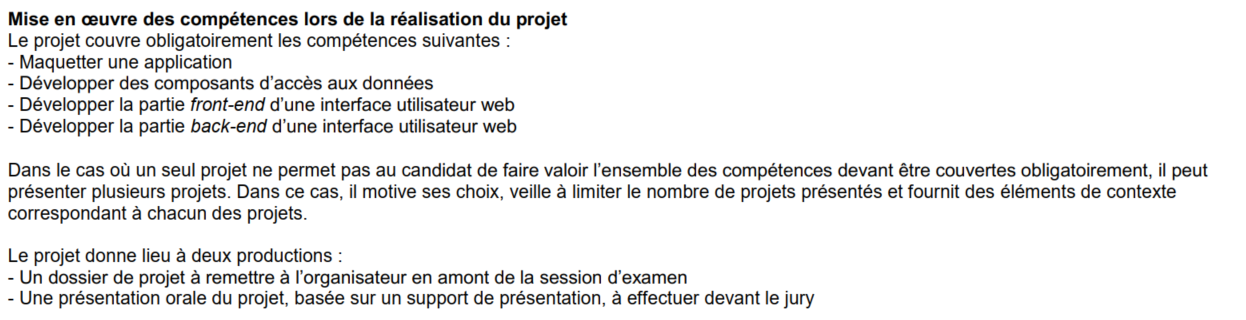 Mise en œuvre des compétences lors de la réalisation du projet
Le projet couvre obligatoirement les compétences suivantes :
- Maquetter une application
- Développer des composants d’accès aux données
- Développer la partie front-end d’une interface utilisateur web
- Développer la partie back-end d’une interface utilisateur web
Dans le cas où un seul projet ne permet pas au candidat de faire valoir l’ensemble des compétences devant être couvertes obligatoirement, il peut
présenter plusieurs projets. Dans ce cas, il motive ses choix, veille à limiter le nombre de projets présentés et fournit des éléments de contexte
correspondant à chacun des projets.
Le projet donne lieu à deux productions :
- Un dossier de projet à remettre à l’organisateur en amont de la session d’examen
- Une présentation orale du projet, basée sur un support de présentation, à effectuer devant le jury